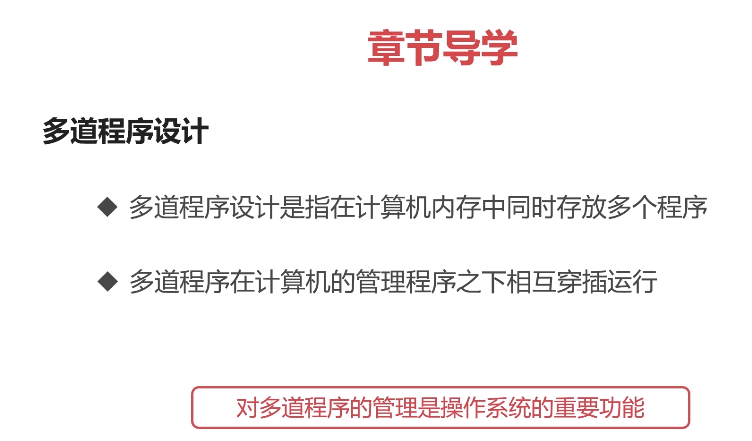 章节导学
多道程序设计
◆ 多道程序设计是指在计算机内存中同时存放多个程序
◆ 多道程序在计算机的管理程序之下相互穿插运行
对多道程序的管理是操作系统的重要功能